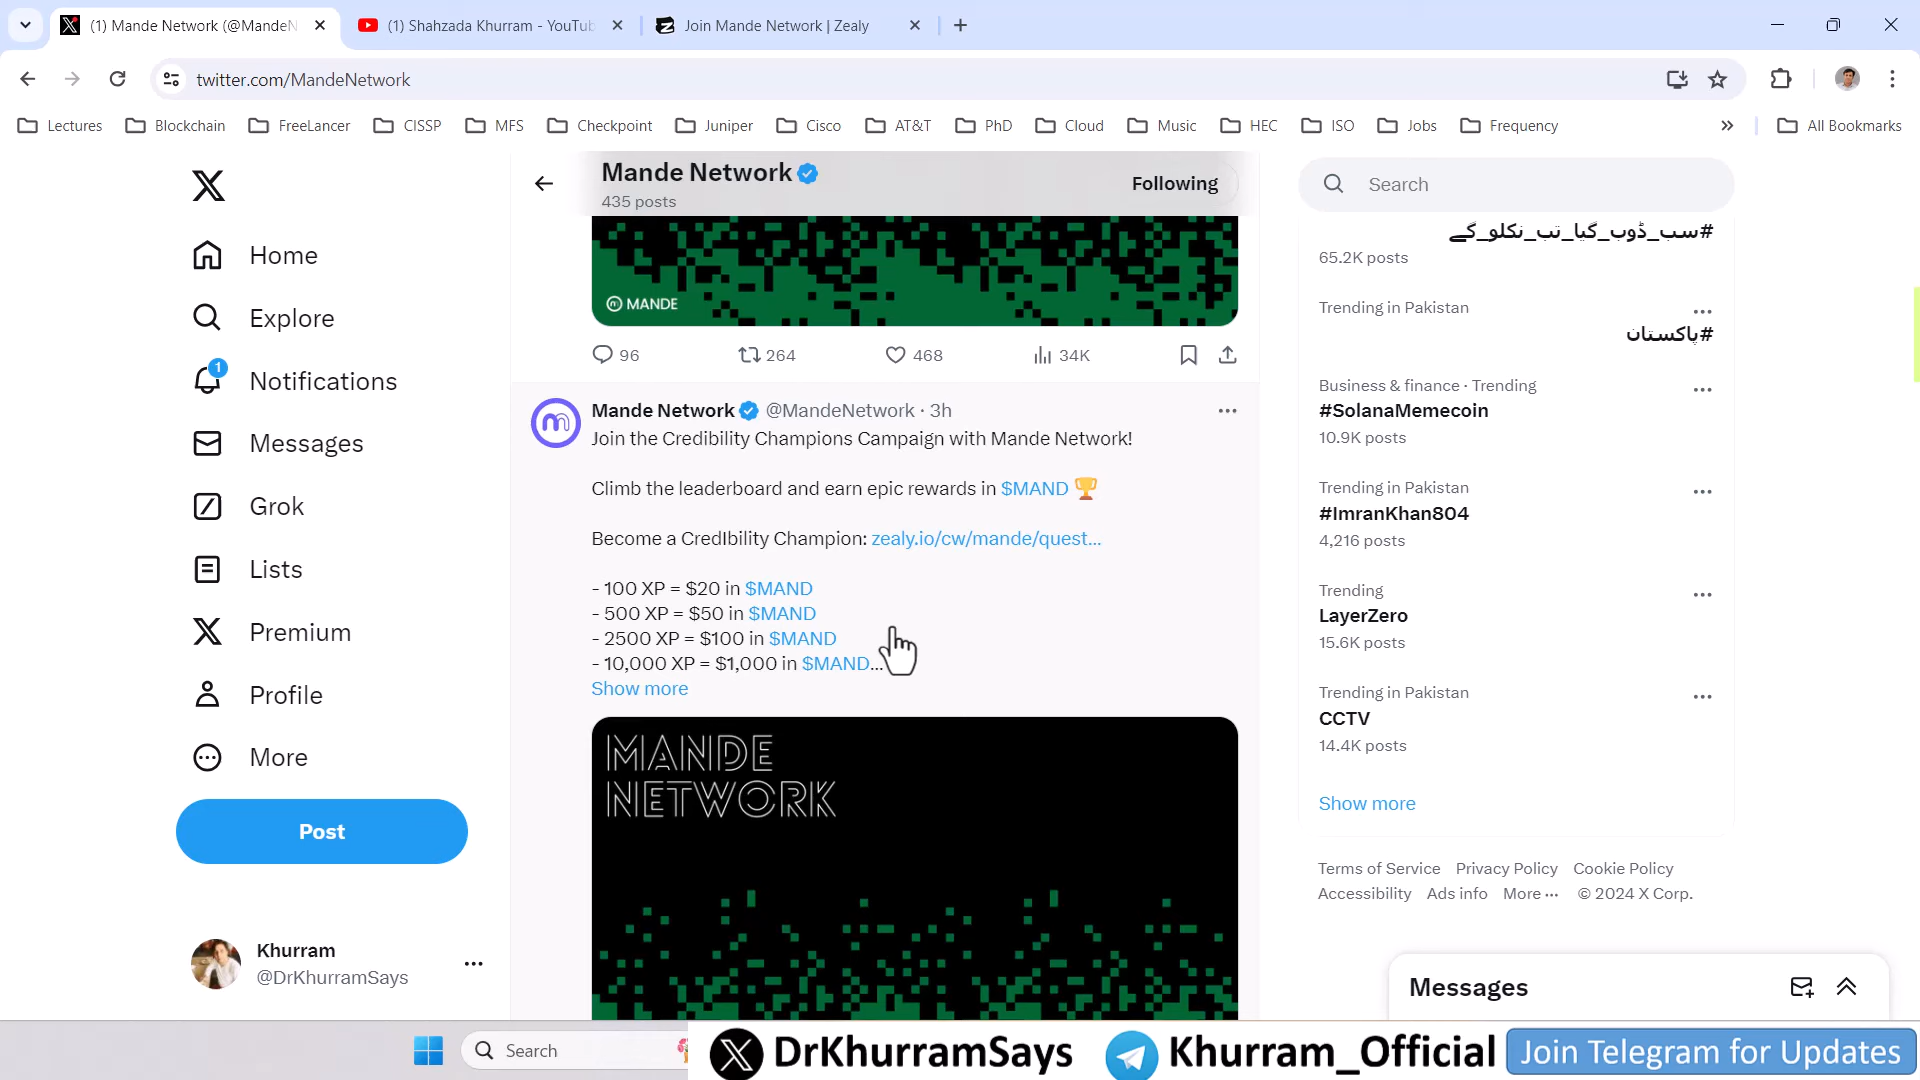 (1) Mande Network (@MandeN
(1) Shahzada Khurram - YouTub
Join Mande Network | Zealy
twitter.com/MandeNetwork
Lectures
Blockchain
FreeLancer
CISSP
MFS
Checkpoint
Juniper
Cisco
AT&T
PhD
Cloud
Music
HEC
ISO
Jobs
Frequency
All Bookmarks
Home
Explore
1
Notifications
Messages
Grok
Lists
Premium
Profile
More
Post
Khurram
@DrKhurramSays
Mande Network
435 posts
Following
MANDE
96
264
468
34K
Mande Network @MandeNetwork · 3h
Join the Credibility Champions Campaign with Mande Network!
Climb the leaderboard and earn epic rewards in $MAND 🏆
Become a CredIbility Champion: zealy.io/cw/mande/quest...
- 100 XP = $20 in $MAND
- 500 XP = $50 in $MAND
- 2500 XP = $100 in $MAND
- 10,000 XP = $1,000 in $MAND...
Show more
MANDE
NETWORK
Search
#سب_ڈوب_گیا_تب_نکلو_گے
65.2K posts
Trending in Pakistan
#پاکستان
Business & finance · Trending
#SolanaMemecoin
10.9K posts
Trending in Pakistan
#ImranKhan804
4,216 posts
Trending
LayerZero
15.6K posts
Trending in Pakistan
CCTV
14.4K posts
Show more
Terms of Service Privacy Policy Cookie Policy
Accessibility Ads info More ··· © 2024 X Corp.
Messages
Search
DrKhurramSays
Khurram_Official
Join Telegram for Updates